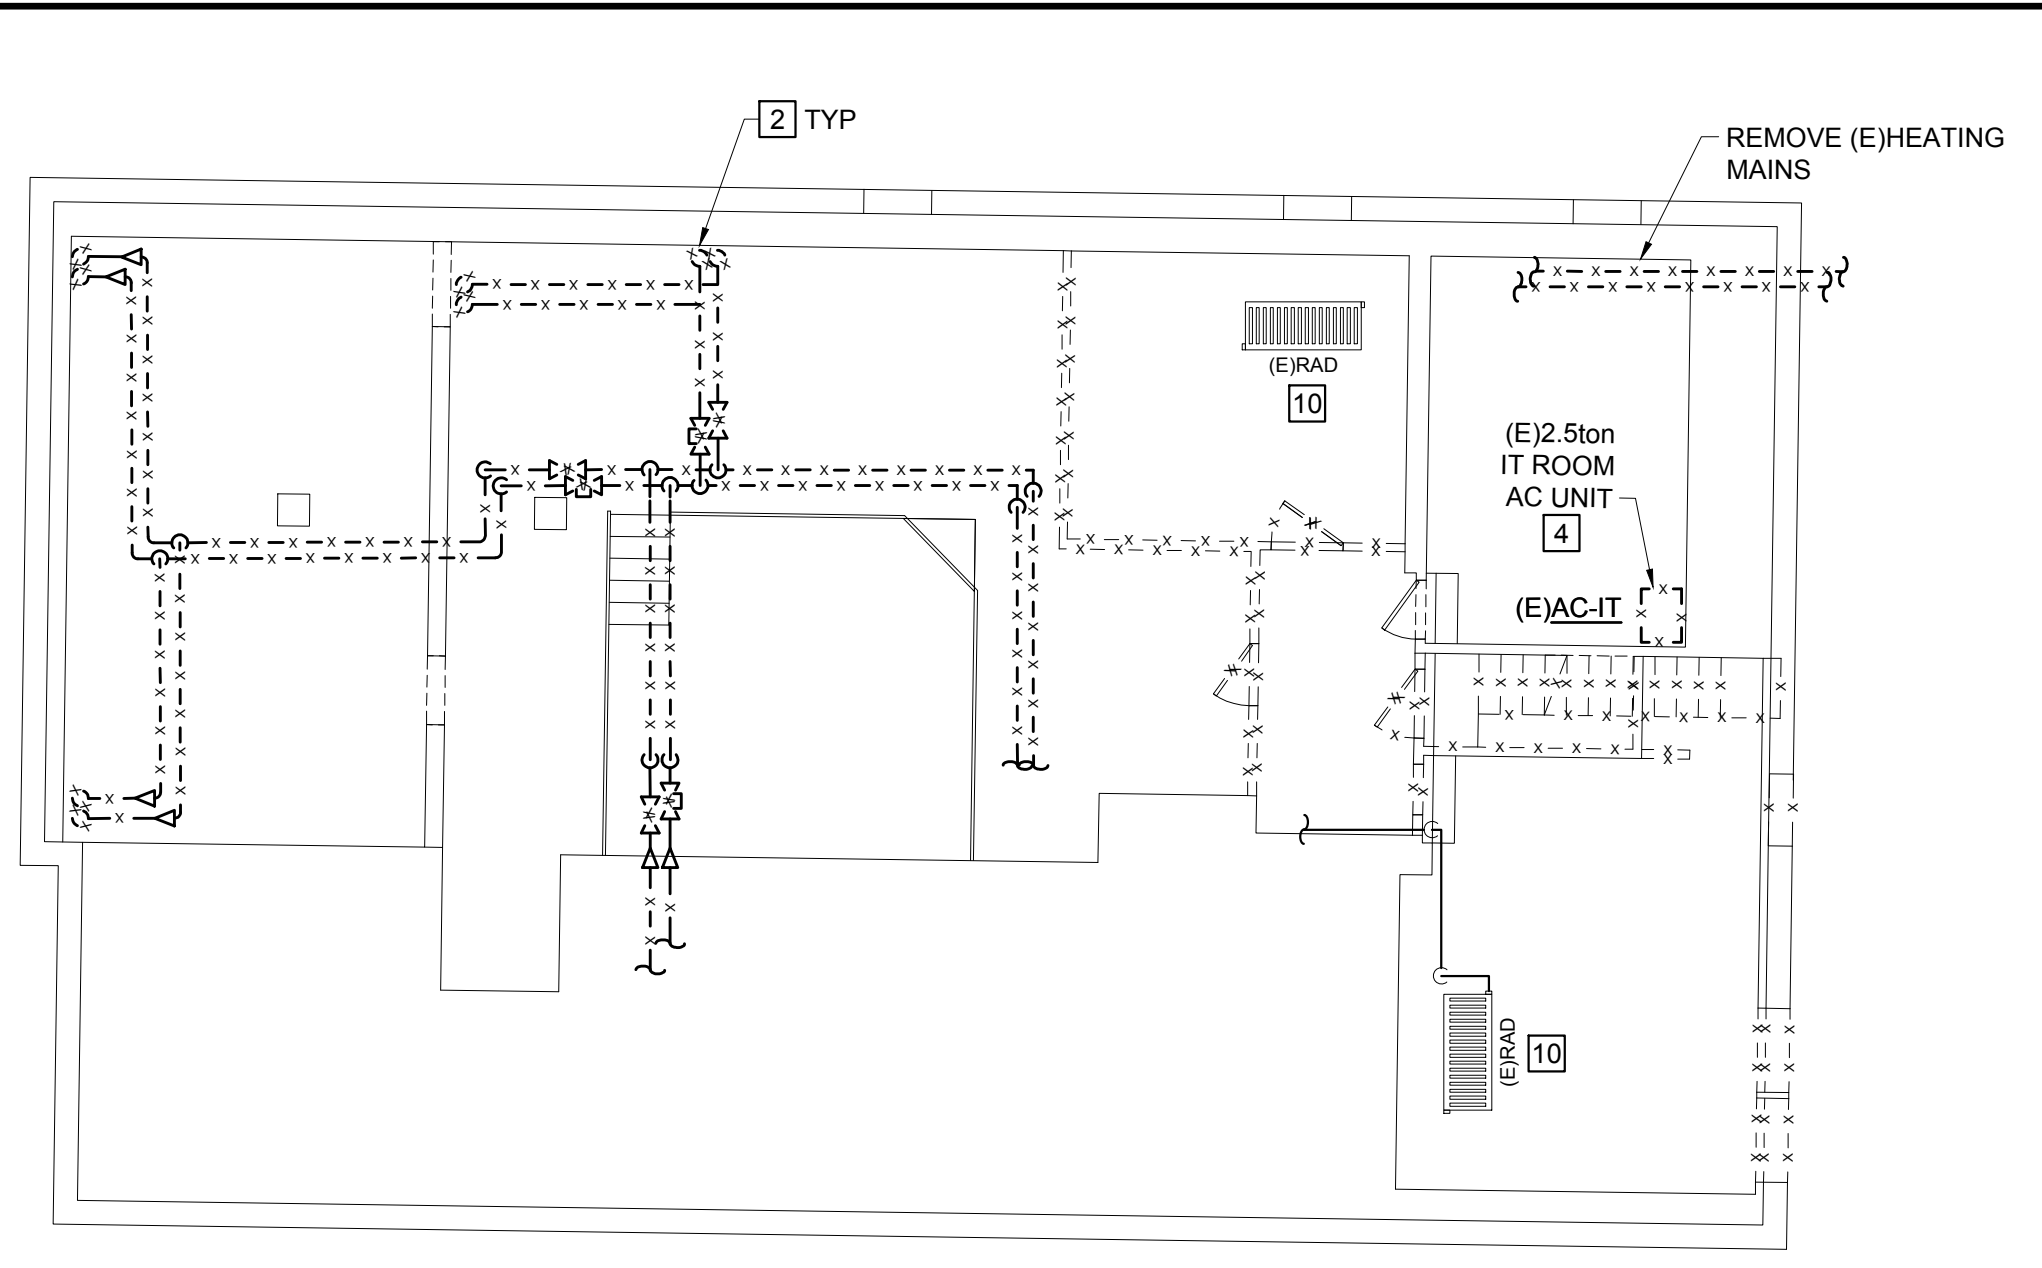 2 TYP
REMOVE (E)HEATING
MAINS
(E)RAD
10
(E)2.5ton
IT ROOM
AC UNIT
4
(E)AC-IT
(E)RAD
10